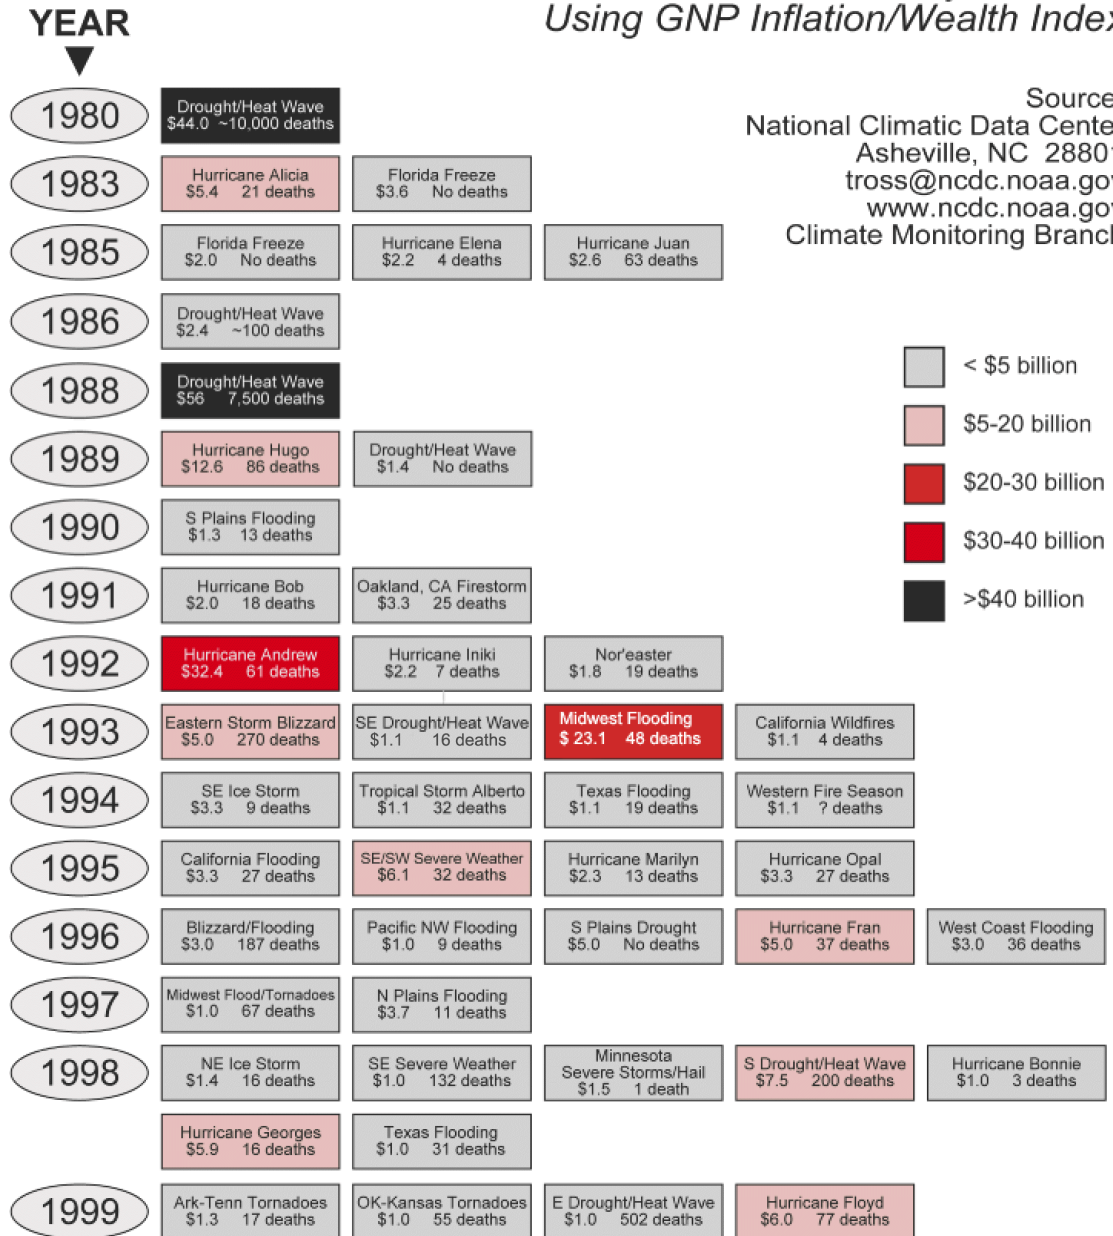 YEAR
Using GNP Inflation/Wealth Index
Source
National Climatic Data Cente
Asheville, NC 28801
tross@ncdc.noaa.gov
www.ncdc.noaa.gov
Climate Monitoring Branch
1980
Drought/Heat Wave
$44.0 ~10,000 deaths
1983
Hurricane Alicia
$5.4 21 deaths
Florida Freeze
$3.6 No deaths
1985
Florida Freeze
$2.0 No deaths
Hurricane Elena
$2.2 4 deaths
Hurricane Juan
$2.6 63 deaths
1986
Drought/Heat Wave
$2.4 ~100 deaths
1988
Drought/Heat Wave
$56 7,500 deaths
< $5 billion
$5-20 billion
$20-30 billion
$30-40 billion
>$40 billion
1989
Hurricane Hugo
$12.6 86 deaths
Drought/Heat Wave
$1.4 No deaths
1990
S Plains Flooding
$1.3 13 deaths
1991
Hurricane Bob
$2.0 18 deaths
Oakland, CA Firestorm
$3.3 25 deaths
1992
Hurricane Andrew
$32.4 61 deaths
Hurricane Iniki
$2.2 7 deaths
Nor'easter
$1.8 19 deaths
1993
Eastern Storm Blizzard
$5.0 270 deaths
SE Drought/Heat Wave
$1.1 16 deaths
Midwest Flooding
$ 23.1 48 deaths
California Wildfires
$1.1 4 deaths
1994
SE Ice Storm
$3.3 9 deaths
Tropical Storm Alberto
$1.1 32 deaths
Texas Flooding
$1.1 19 deaths
Western Fire Season
$1.1 ? deaths
1995
California Flooding
$3.3 27 deaths
SE/SW Severe Weather
$6.1 32 deaths
Hurricane Marilyn
$2.3 13 deaths
Hurricane Opal
$3.3 27 deaths
1996
Blizzard/Flooding
$3.0 187 deaths
Pacific NW Flooding
$1.0 9 deaths
S Plains Drought
$5.0 No deaths
Hurricane Fran
$5.0 37 deaths
West Coast Flooding
$3.0 36 deaths
1997
Midwest Flood/Tornadoes
$1.0 67 deaths
N Plains Flooding
$3.7 11 deaths
1998
NE Ice Storm
$1.4 16 deaths
SE Severe Weather
$1.0 132 deaths
Minnesota
Severe Storms/Hail
$1.5 1 death
S Drought/Heat Wave
$7.5 200 deaths
Hurricane Bonnie
$1.0 3 deaths
Hurricane Georges
$5.9 16 deaths
Texas Flooding
$1.0 31 deaths
1999
Ark-Tenn Tornadoes
$1.3 17 deaths
OK-Kansas Tornadoes
$1.0 55 deaths
E Drought/Heat Wave
$1.0 502 deaths
Hurricane Floyd
$6.0 77 deaths